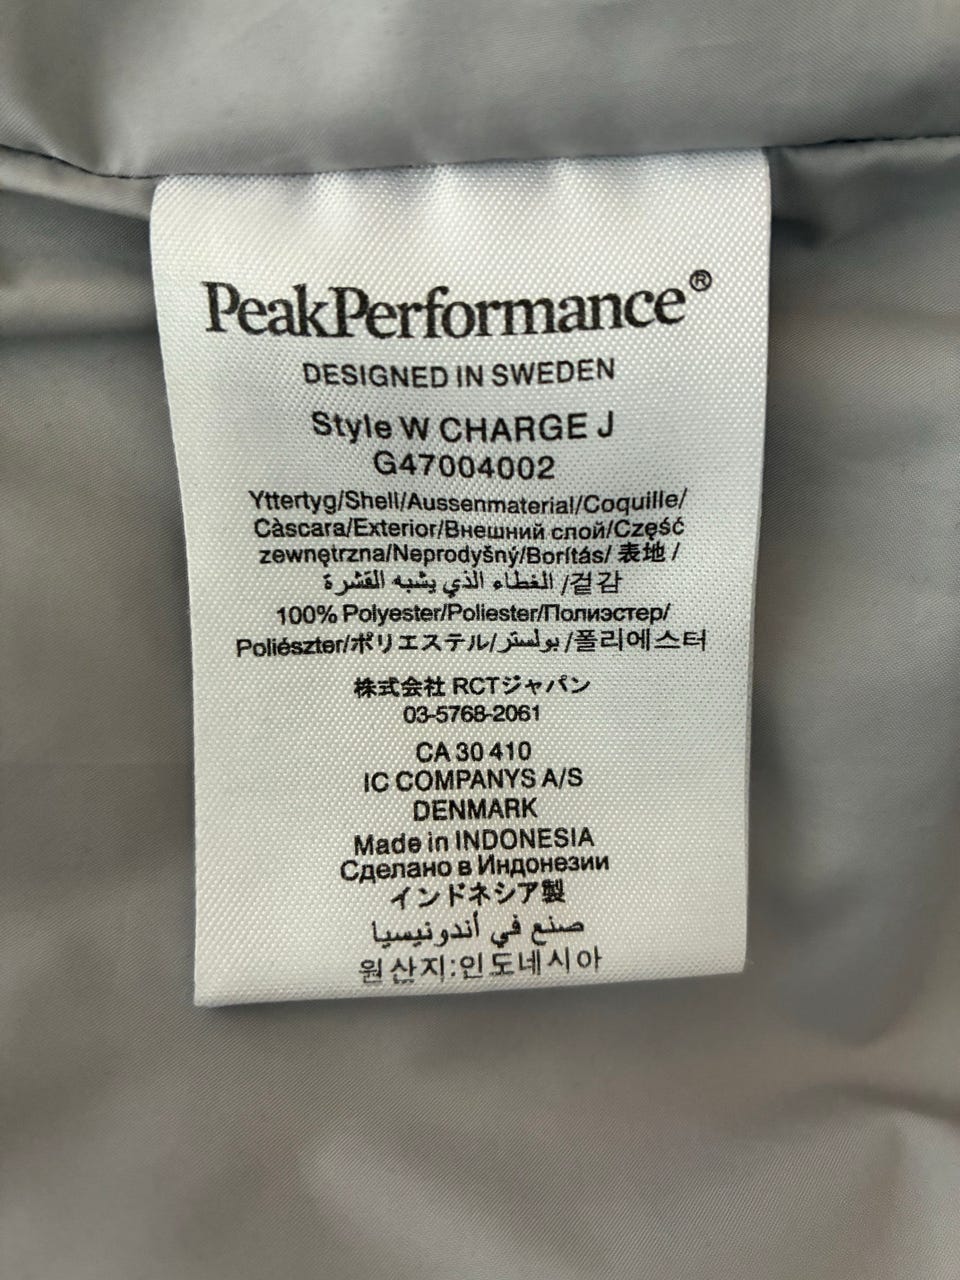 PeakPerformance®
DESIGNED IN SWEDEN
Style W CHARGE J
G47004002
Yttertyg/Shell/Aussenmaterial/Coquille/
Càscara/Exterior/Внешний слой/Część
zewnętrzna/Neprodyšný/Borítás/ 表地 /
겉감/ الغطاء الذي يشبه القشرة
100% Polyester/Poliester/Полиэстер/
Poliészter/ポリエステル/بولستر/폴리에스터
株式会社 RCTジャパン
03-5768-2061
CA 30 410
IC COMPANYS A/S
DENMARK
Made in INDONESIA
Сделано в Индонезии
インドネシア製
صنع في أندونيسيا
원산지:인도네시아